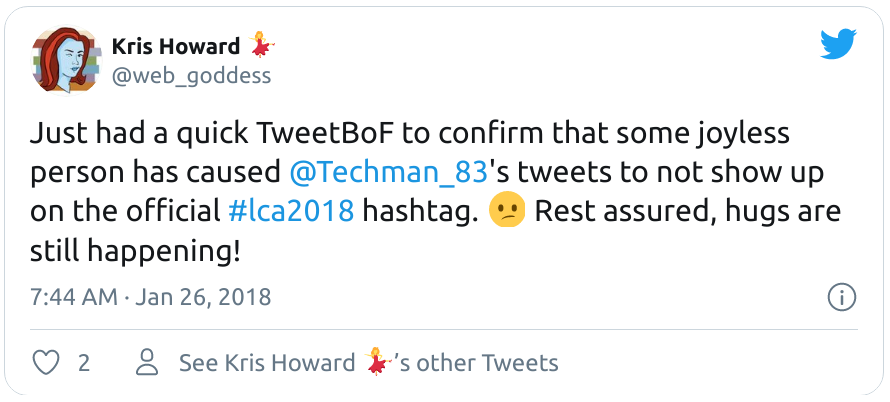 Kris Howard 💃
@web_goddess
Just had a quick TweetBoF to confirm that some joyless
person has caused @Techman_83's tweets to not show up
on the official #lca2018 hashtag. 😕 Rest assured, hugs are
still happening!
7:44 AM · Jan 26, 2018
2 See Kris Howard 💃's other Tweets